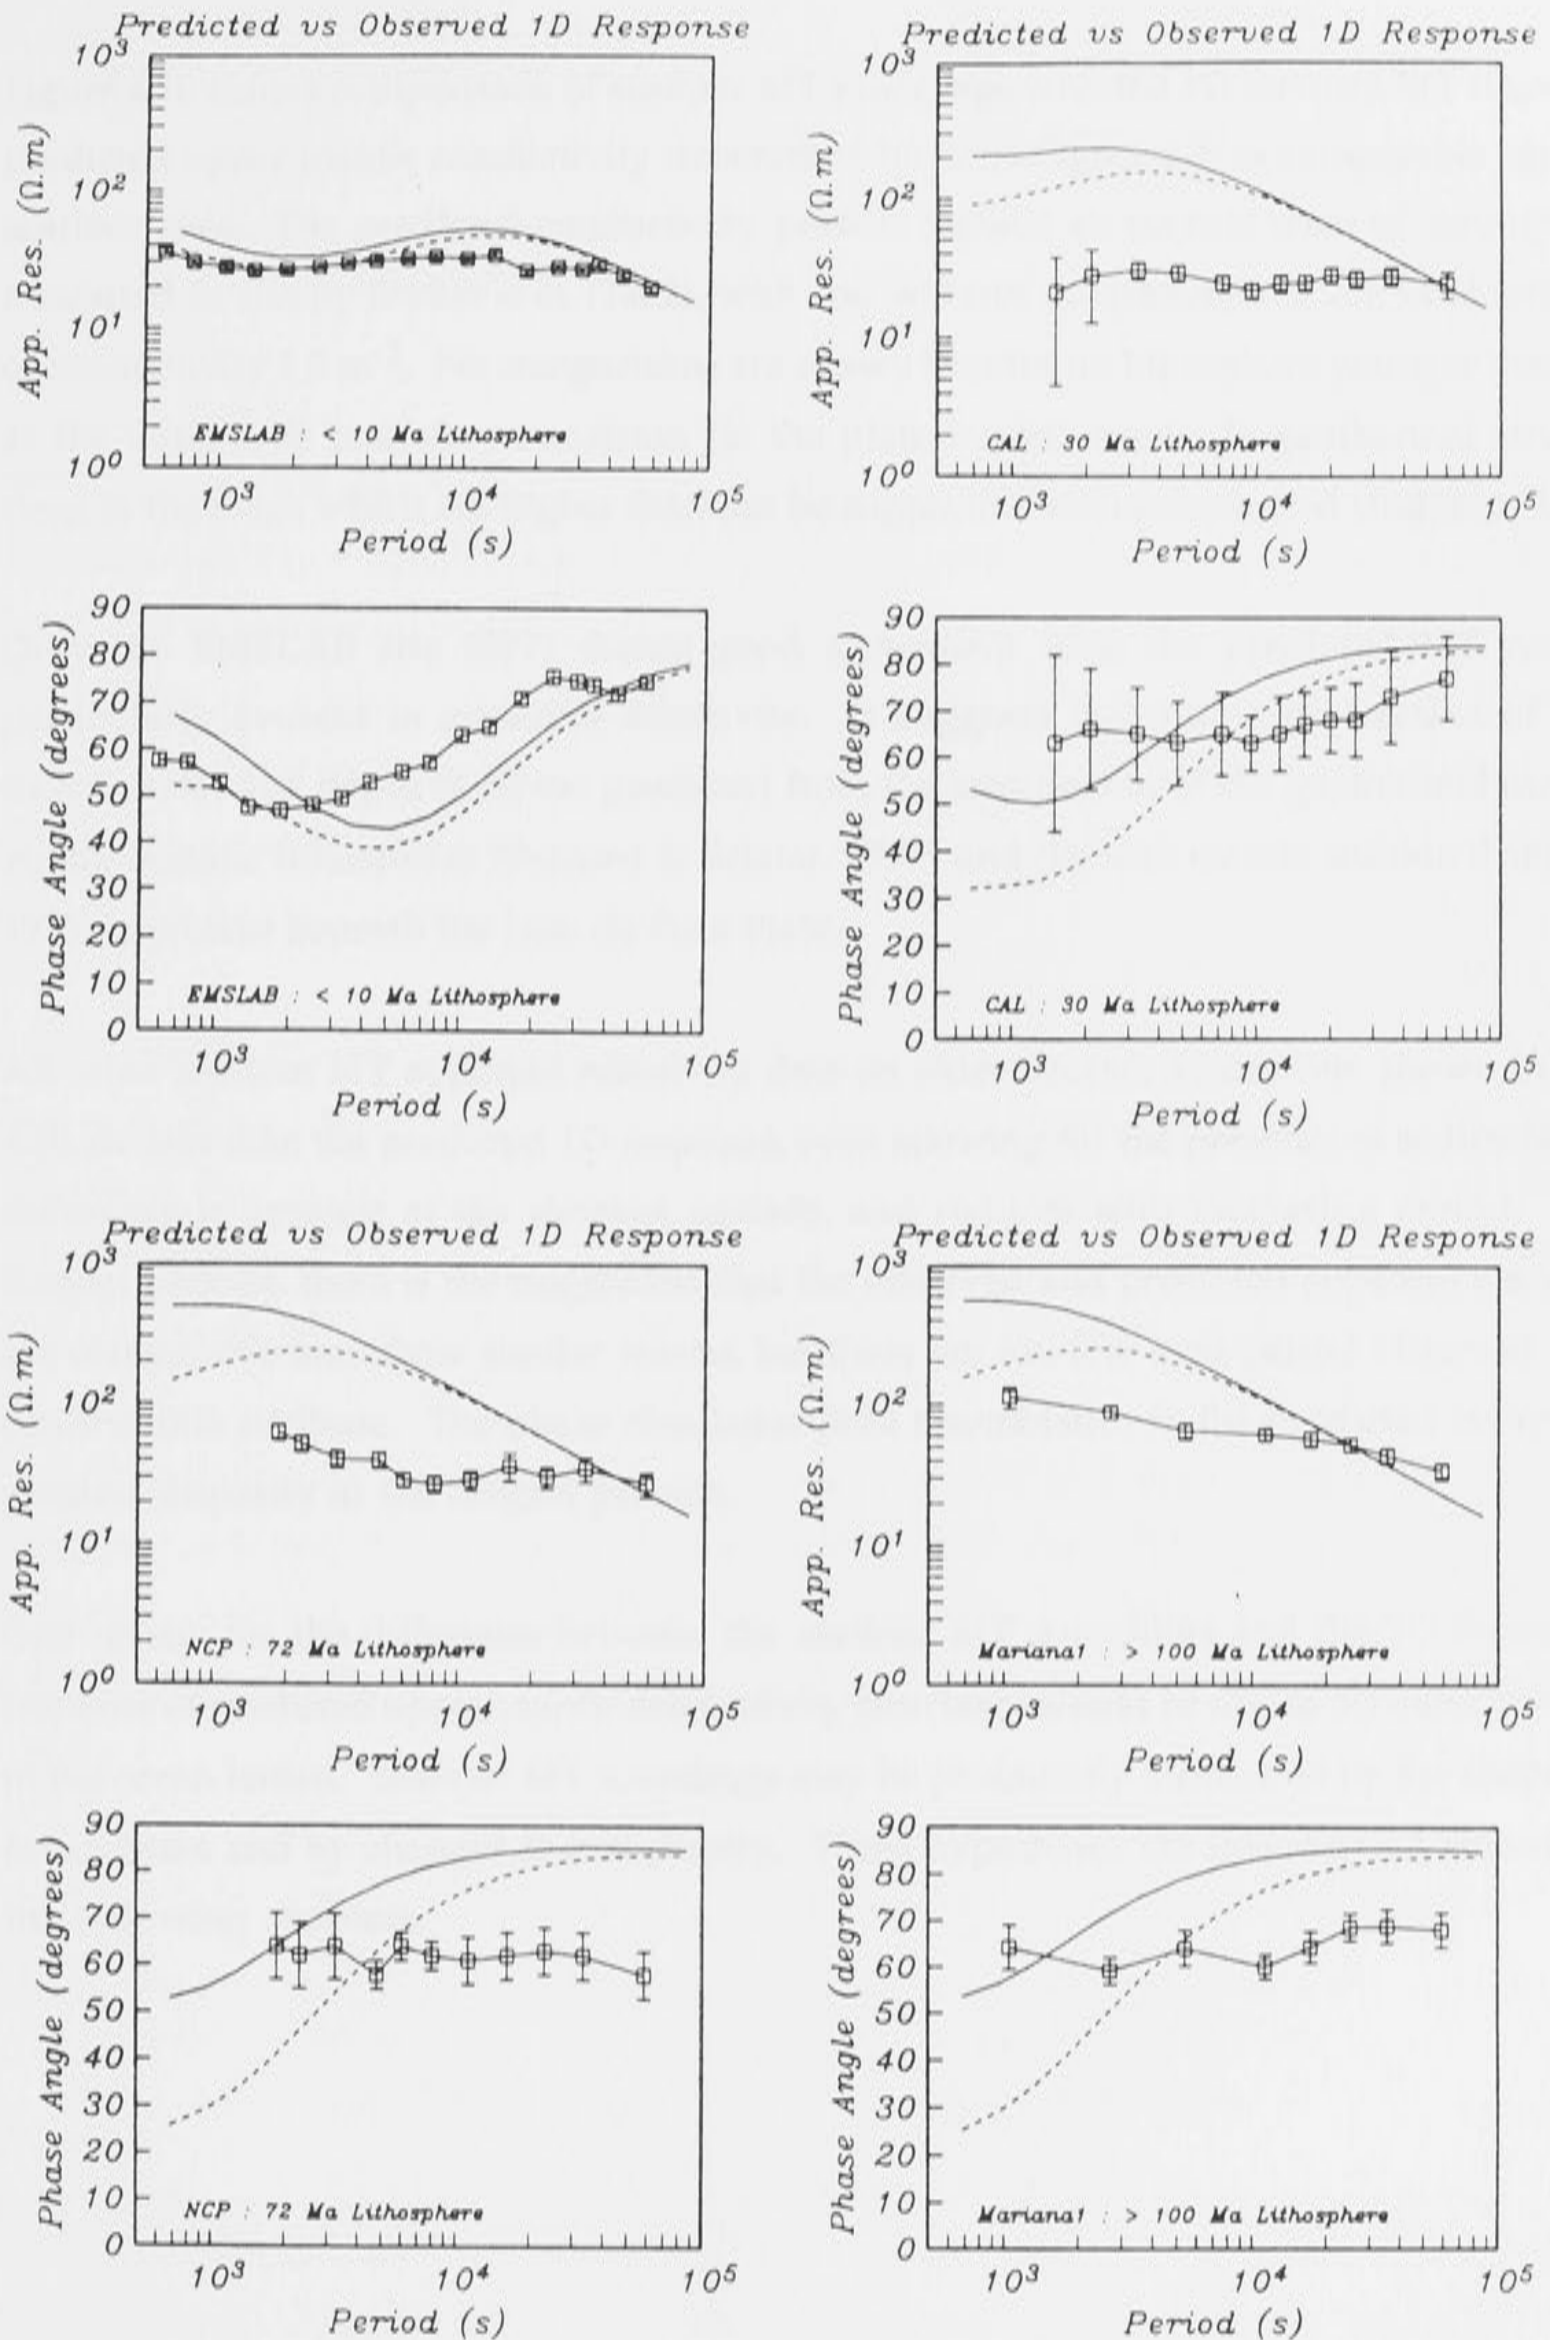 Predicted vs Observed 1D Response
10³
10²
10¹
10⁰
App. Res. (Ω.m)
EMSLAB : < 10 Ma Lithosphere
10³ 10⁴ 10⁵
Period (s)
Predicted vs Observed 1D Response
10³
10²
10¹
10⁰
App. Res. (Ω.m)
CAL : 30 Ma Lithosphere
10³ 10⁴ 10⁵
Period (s)
90
80
70
60
50
40
30
20
10
0
Phase Angle (degrees)
EMSLAB : < 10 Ma Lithosphere
10³ 10⁴ 10⁵
Period (s)
90
80
70
60
50
40
30
20
10
0
Phase Angle (degrees)
CAL : 30 Ma Lithosphere
10³ 10⁴ 10⁵
Period (s)
Predicted vs Observed 1D Response
10³
10²
10¹
10⁰
App. Res. (Ω.m)
NCP : 72 Ma Lithosphere
10³ 10⁴ 10⁵
Period (s)
Predicted vs Observed 1D Response
10³
10²
10¹
10⁰
App. Res. (Ω.m)
Mariana1 : > 100 Ma Lithosphere
10³ 10⁴ 10⁵
Period (s)
90
80
70
60
50
40
30
20
10
0
Phase Angle (degrees)
NCP : 72 Ma Lithosphere
10³ 10⁴ 10⁵
Period (s)
90
80
70
60
50
40
30
20
10
0
Phase Angle (degrees)
Mariana1 : > 100 Ma Lithosphere
10³ 10⁴ 10⁵
Period (s)